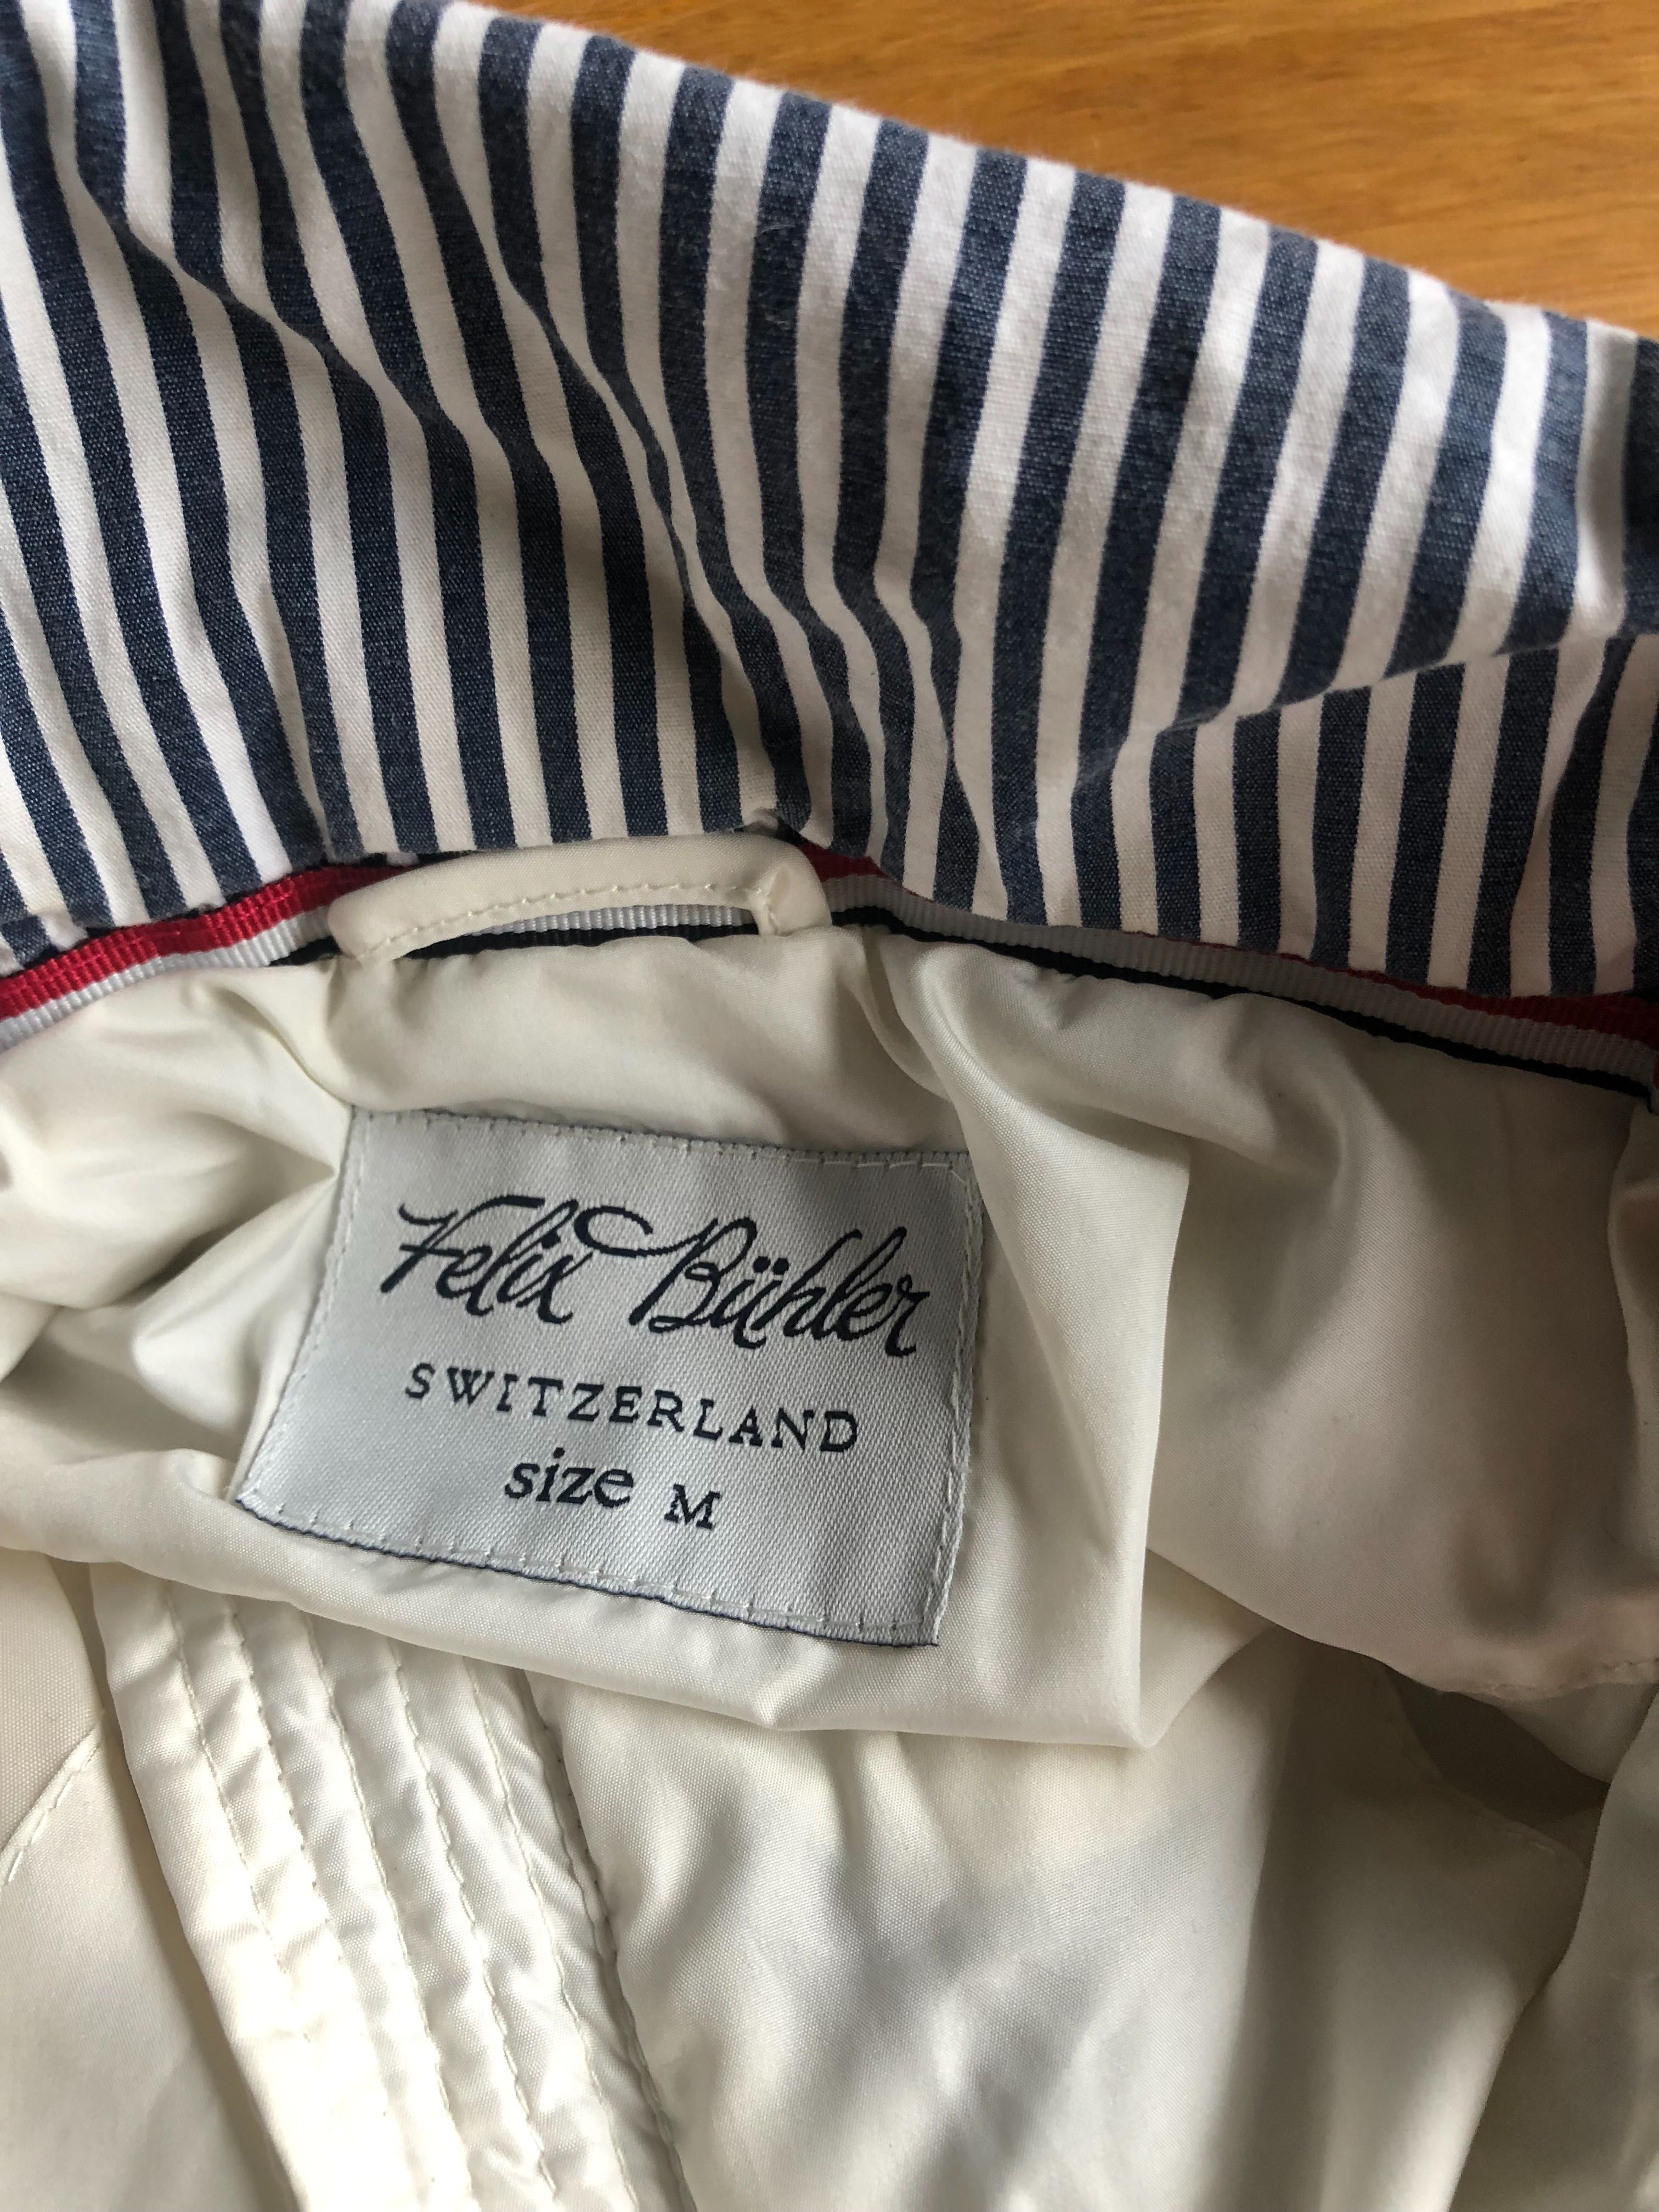 Felix Bühler
SWITZERLAND
size M